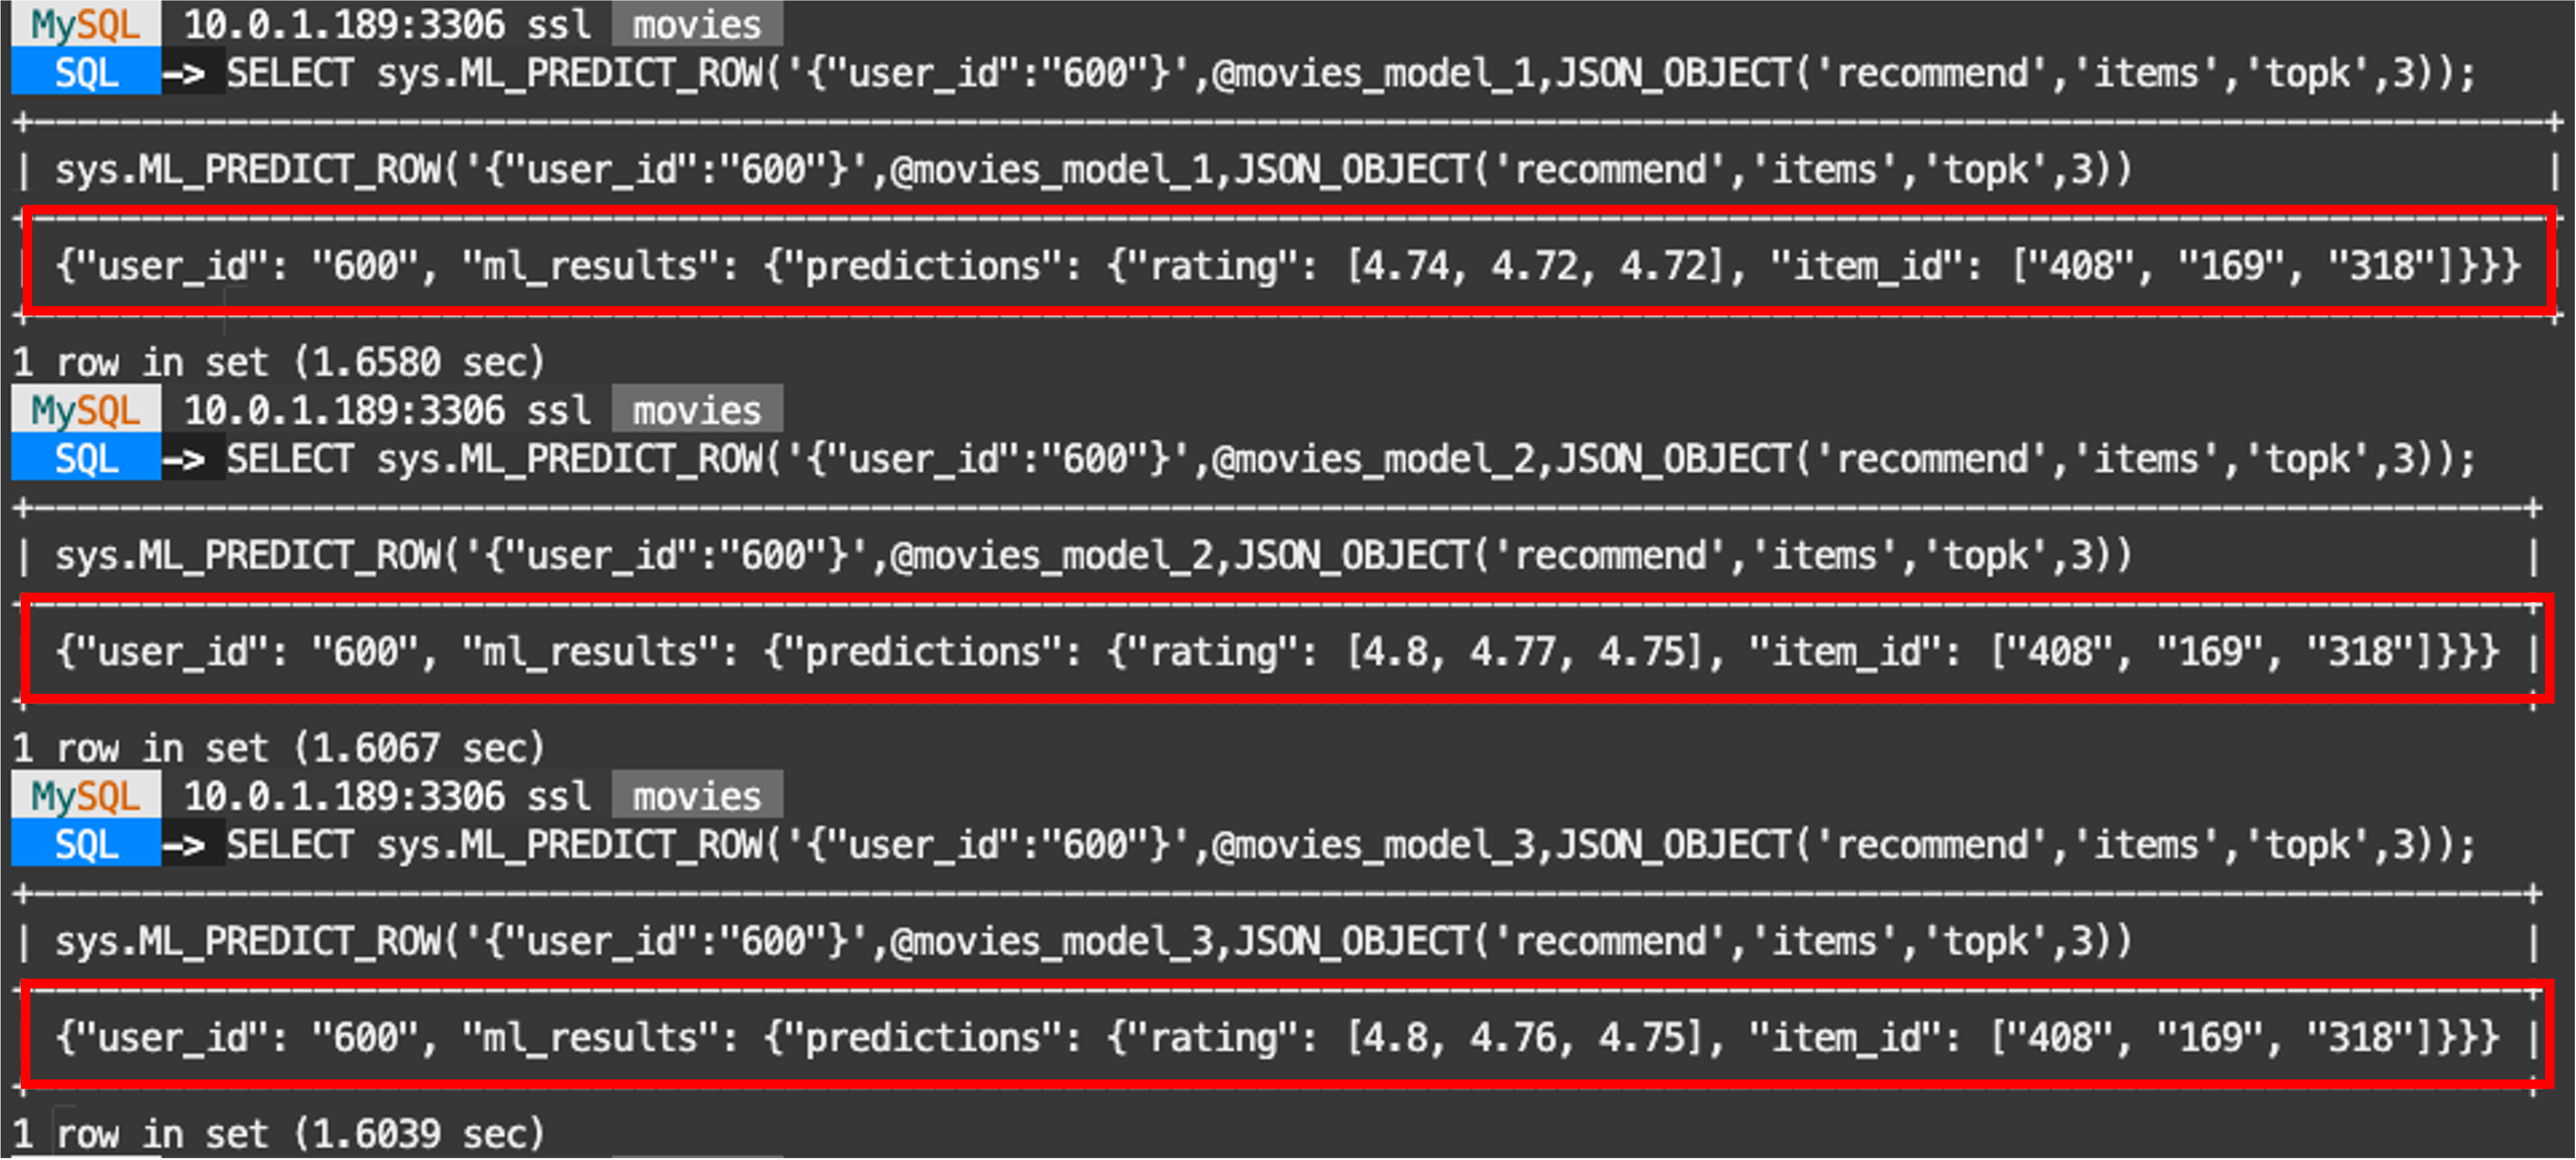 MySQL 10.0.1.189:3306 ssl movies
SQL -> SELECT sys.ML_PREDICT_ROW('{"user_id":"600"}',@movies_model_1,JSON_OBJECT('recommend','items','topk',3));
| sys.ML_PREDICT_ROW('{"user_id":"600"}',@movies_model_1,JSON_OBJECT('recommend','items','topk',3)) |
{"user_id": "600", "ml_results": {"predictions": {"rating": [4.74, 4.72, 4.72], "item_id": ["408", "169", "318"]}}}
1 row in set (1.6580 sec)
MySQL 10.0.1.189:3306 ssl movies
SQL -> SELECT sys.ML_PREDICT_ROW('{"user_id":"600"}',@movies_model_2,JSON_OBJECT('recommend','items','topk',3));
| sys.ML_PREDICT_ROW('{"user_id":"600"}',@movies_model_2,JSON_OBJECT('recommend','items','topk',3)) |
{"user_id": "600", "ml_results": {"predictions": {"rating": [4.8, 4.77, 4.75], "item_id": ["408", "169", "318"]}}} |
1 row in set (1.6067 sec)
MySQL 10.0.1.189:3306 ssl movies
SQL -> SELECT sys.ML_PREDICT_ROW('{"user_id":"600"}',@movies_model_3,JSON_OBJECT('recommend','items','topk',3));
| sys.ML_PREDICT_ROW('{"user_id":"600"}',@movies_model_3,JSON_OBJECT('recommend','items','topk',3)) |
{"user_id": "600", "ml_results": {"predictions": {"rating": [4.8, 4.76, 4.75], "item_id": ["408", "169", "318"]}}} |
1 row in set (1.6039 sec)